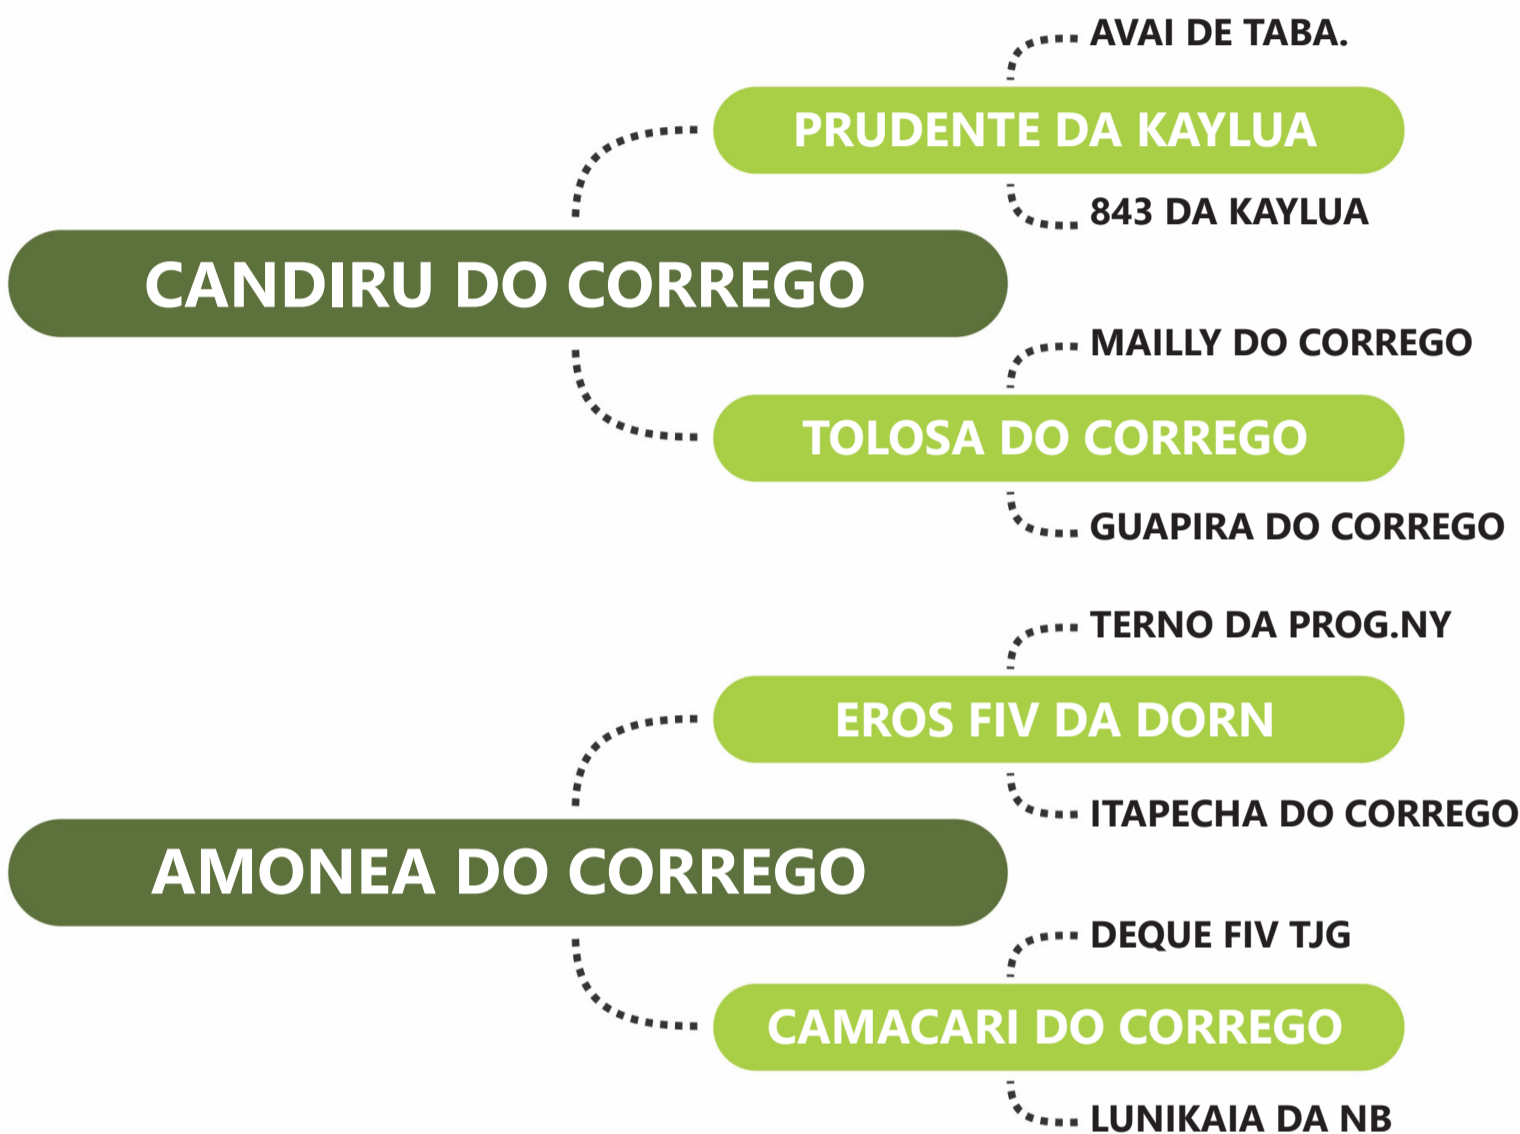 AVAI DE TABA.
PRUDENTE DA KAYLUA
843 DA KAYLUA
CANDIRU DO CORREGO
MAILLY DO CORREGO
TOLOSA DO CORREGO
GUAPIRA DO CORREGO
TERNO DA PROG.NY
EROS FIV DA DORN
ITAPECHA DO CORREGO
AMONEA DO CORREGO
DEQUE FIV TJG
CAMACARI DO CORREGO
LUNIKAIA DA NB